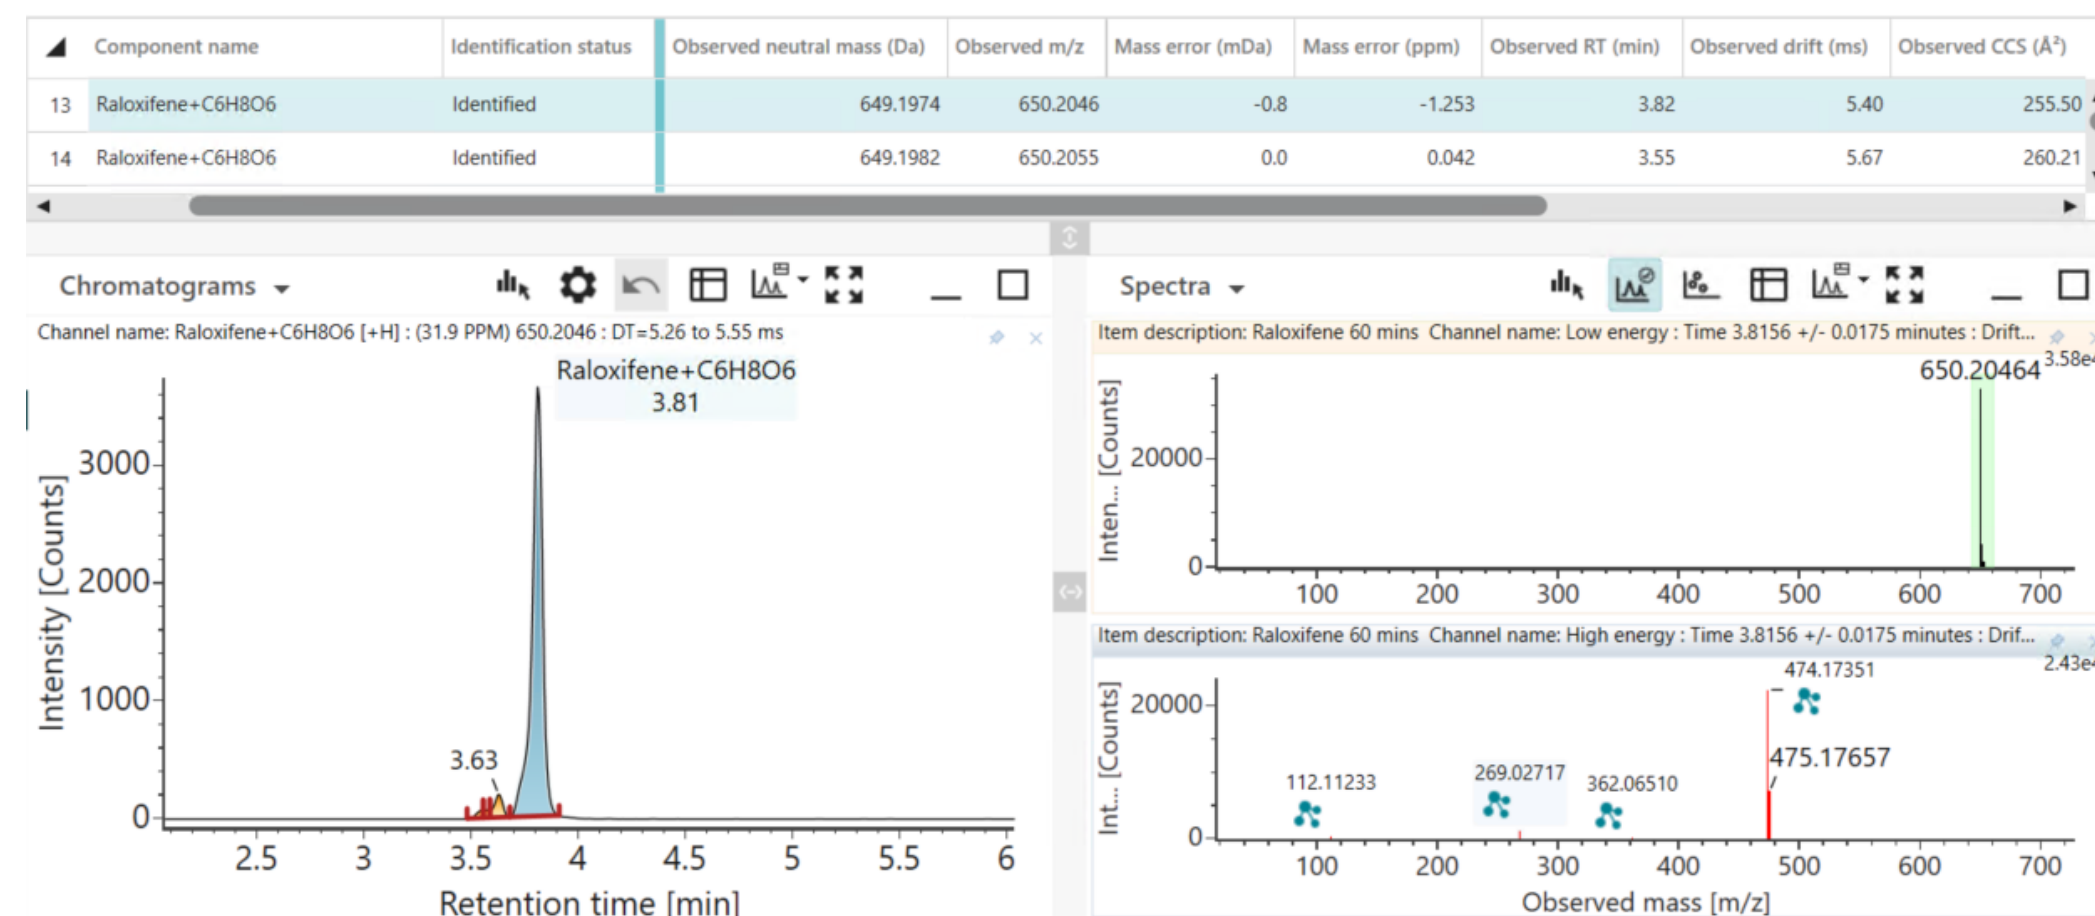 Component name Identification status Observed neutral mass (Da) Observed m/z Mass error (mDa) Mass error (ppm) Observed RT (min) Observed drift (ms) Observed CCS (Å²)
13 Raloxifene+C6H8O6 Identified 649.1974 650.2046 -0.8 -1.253 3.82 5.40 255.50
14 Raloxifene+C6H8O6 Identified 649.1982 650.2055 0.0 0.042 3.55 5.67 260.21
Chromatograms
Channel name: Raloxifene+C6H8O6 [+H] : (31.9 PPM) 650.2046 : DT=5.26 to 5.55 ms
Raloxifene+C6H8O6
3.81
3.63
Intensity [Counts]
3000
2000
1000
0
2.5 3 3.5 4 4.5 5 5.5 6
Retention time [min]
Spectra
Item description: Raloxifene 60 mins Channel name: Low energy : Time 3.8156 +/- 0.0175 minutes : Drift...
3.58e4
650.20464
Inten... [Counts]
20000
0
100 200 300 400 500 600 700
Item description: Raloxifene 60 mins Channel name: High energy : Time 3.8156 +/- 0.0175 minutes : Drif...
2.43e4
474.17351
475.17657
112.11233
269.02717
362.06510
Int... [Counts]
20000
0
100 200 300 400 500 600 700
Observed mass [m/z]